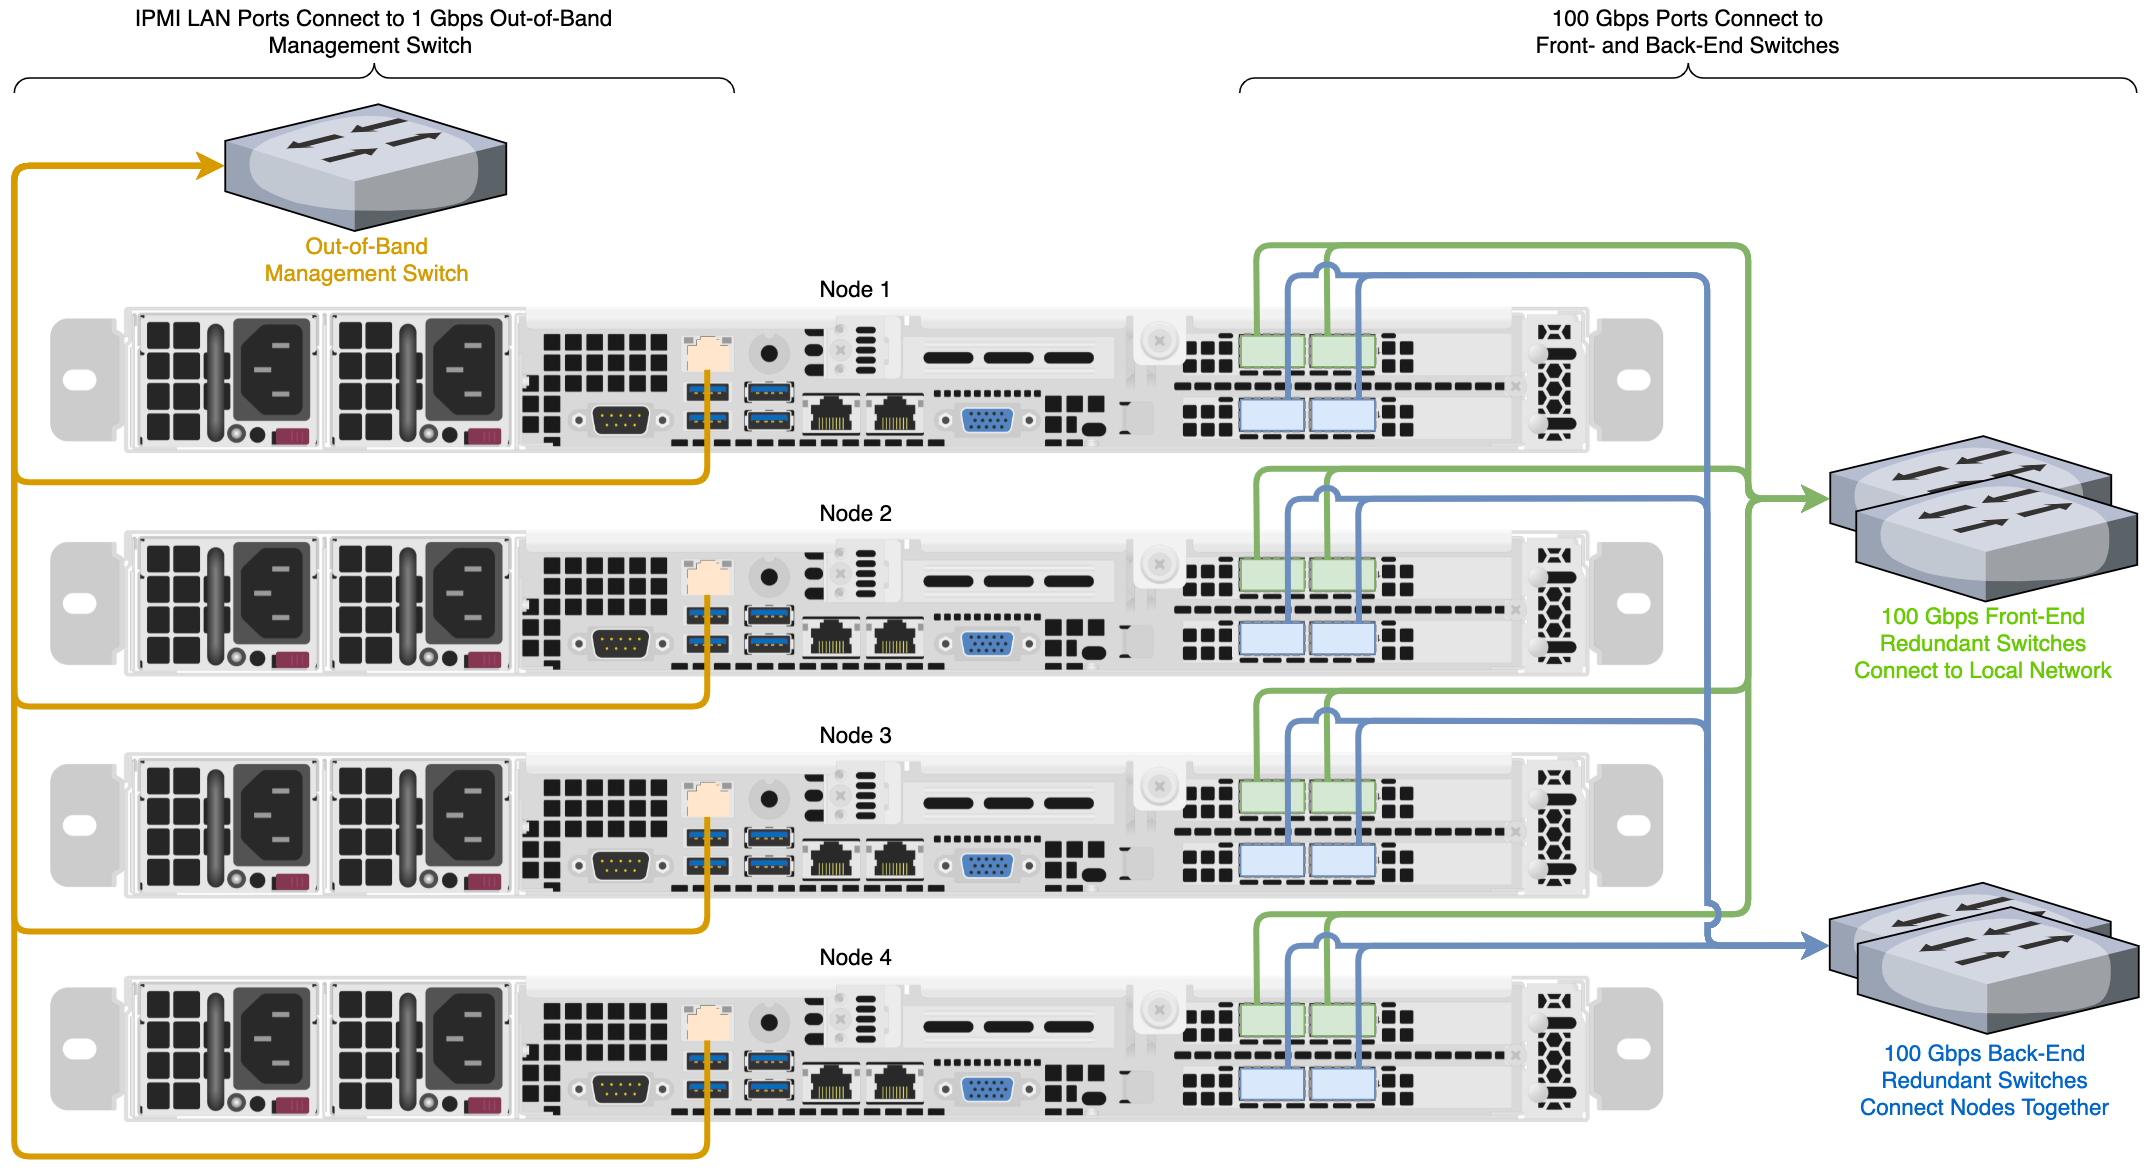 IPMI LAN Ports Connect to 1 Gbps Out-of-Band
Management Switch
100 Gbps Ports Connect to
Front- and Back-End Switches
Out-of-Band
Management Switch
Node 1
Node 2
100 Gbps Front-End
Redundant Switches
Connect to Local Network
Node 3
Node 4
100 Gbps Back-End
Redundant Switches
Connect Nodes Together